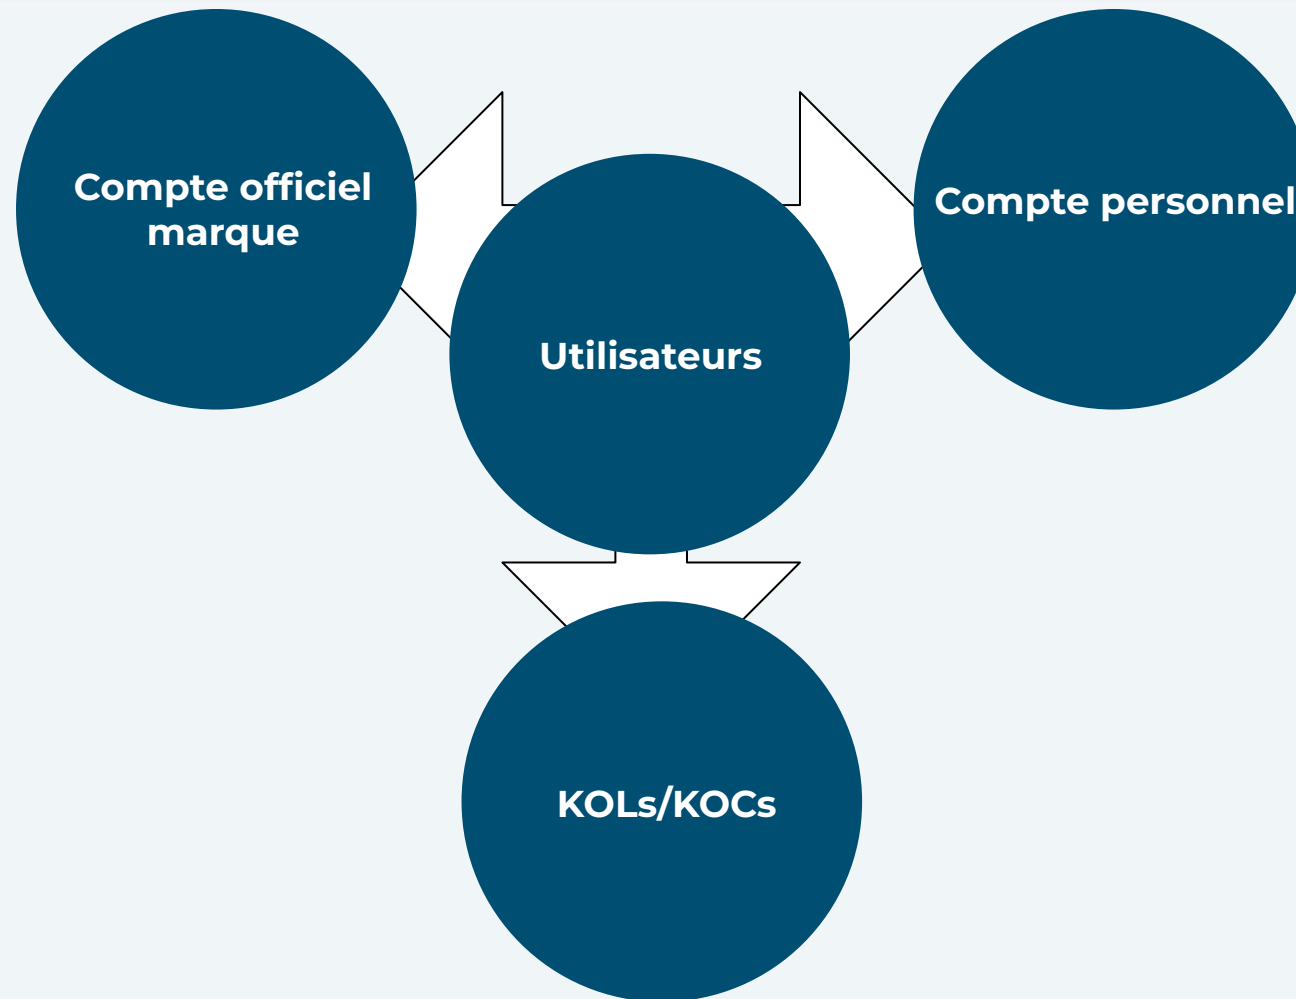 Compte officiel
marque
Compte personnel
Utilisateurs
KOLs/KOCs